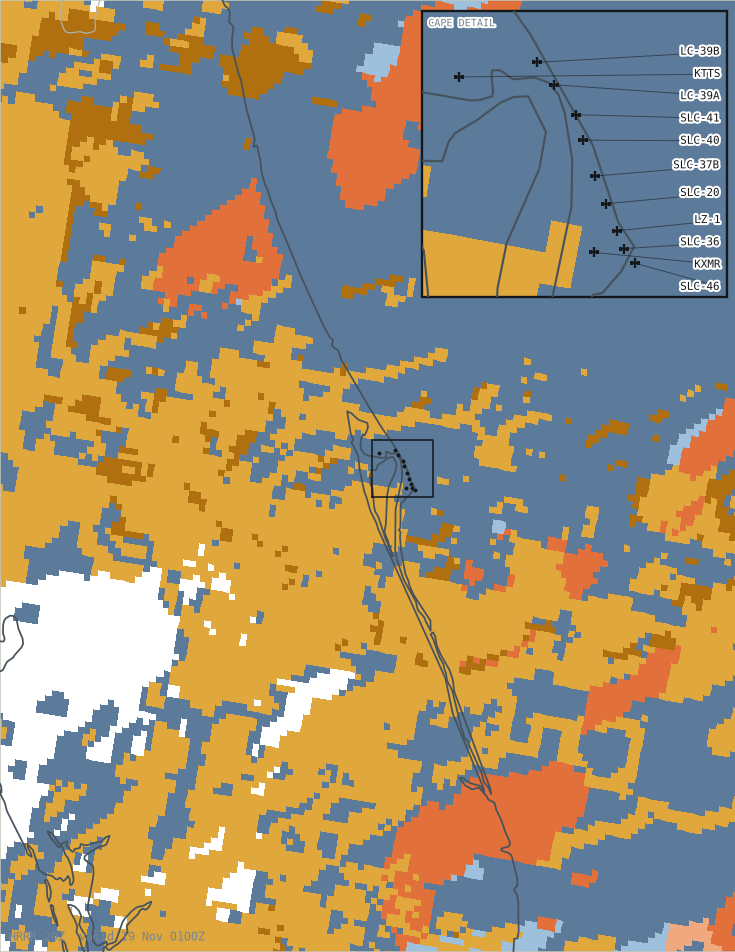 CAPE DETAIL
LC-39B
KTTS
LC-39A
SLC-41
SLC-40
SLC-37B
SLC-20
LZ-1
SLC-36
KXMR
SLC-46
19 Nov 0100Z